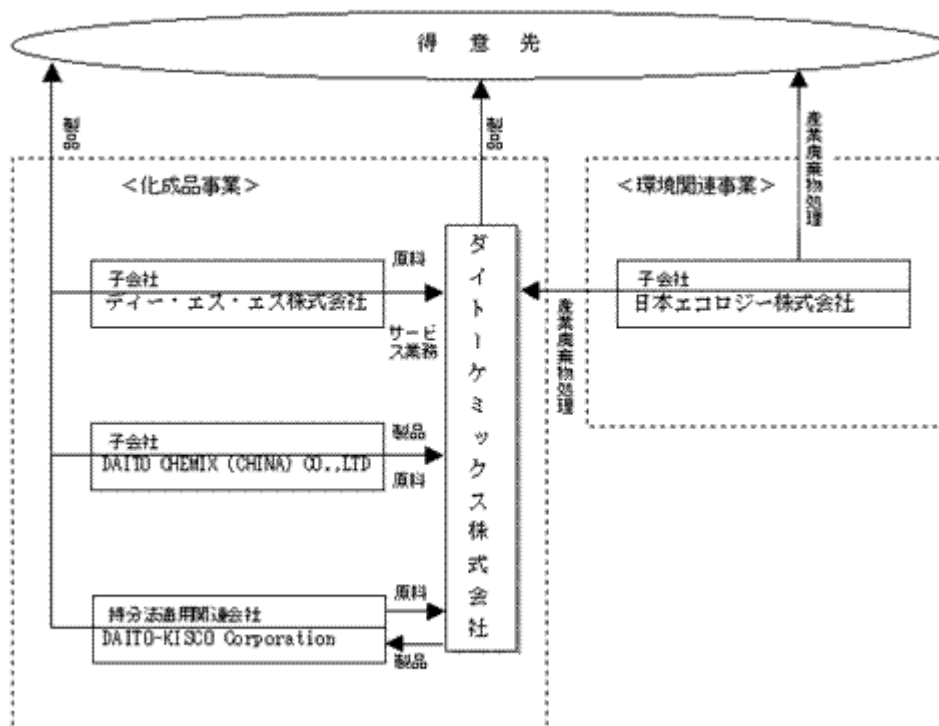 得意先
製品
製品
産業廃棄物処理
＜化成品事業＞
＜環境関連事業＞
子会社
ディー・エス・エス株式会社
原料
サービ
ス業務
ダイトーケミックス株式会社
子会社
日本エコロジー株式会社
産業廃棄物処理
子会社
DAITO CHEMIX (CHINA) CO.,LTD
製品
原料
持分法適用関連会社
DAITO-KISCO Corporation
原料
製品